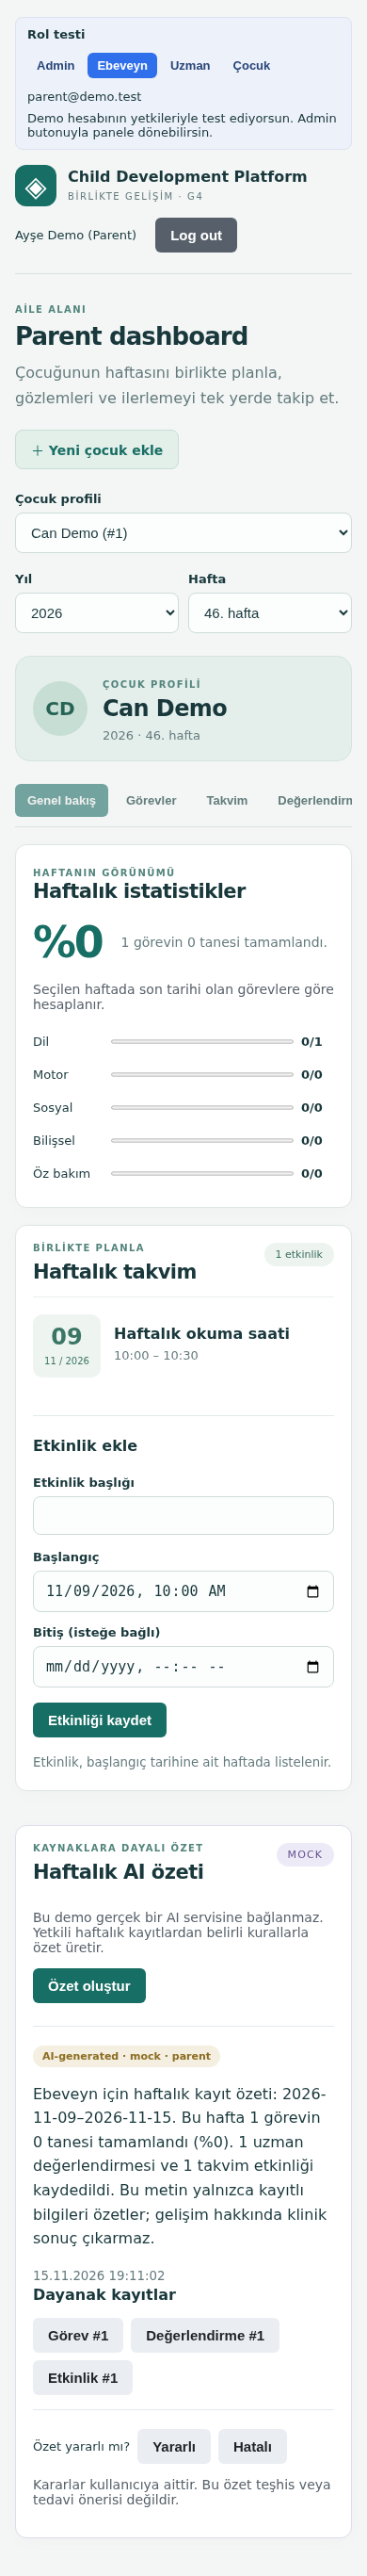 Rol testi
Admin Ebeveyn Uzman Çocuk
parent@demo.test
Demo hesabının yetkileriyle test ediyorsun. Admin
butonuyla panele dönebilirsin.
Child Development Platform
BİRLİKTE GELİŞİM · G4
Ayşe Demo (Parent) Log out
AİLE ALANI
Parent dashboard
Çocuğunun haftasını birlikte planla,
gözlemleri ve ilerlemeyi tek yerde takip et.
+ Yeni çocuk ekle
Çocuk profili
Can Demo (#1)
Yıl Hafta
2026 46. hafta
CD
ÇOCUK PROFİLİ
Can Demo
2026 · 46. hafta
Genel bakış Görevler Takvim Değerlendirm
HAFTANIN GÖRÜNÜMÜ
Haftalık istatistikler
%0 1 görevin 0 tanesi tamamlandı.
Seçilen haftada son tarihi olan görevlere göre
hesaplanır.
Dil 0/1
Motor 0/0
Sosyal 0/0
Bilişsel 0/0
Öz bakım 0/0
BİRLİKTE PLANLA
Haftalık takvim
1 etkinlik
09
11 / 2026
Haftalık okuma saati
10:00 – 10:30
Etkinlik ekle
Etkinlik başlığı
Başlangıç
11/09/2026, 10:00 AM
Bitiş (isteğe bağlı)
mm/dd/yyyy, --:-- --
Etkinliği kaydet
Etkinlik, başlangıç tarihine ait haftada listelenir.
KAYNAKLARA DAYALI ÖZET
Haftalık AI özeti
MOCK
Bu demo gerçek bir AI servisine bağlanmaz.
Yetkili haftalık kayıtlardan belirli kurallarla
özet üretir.
Özet oluştur
AI-generated · mock · parent
Ebeveyn için haftalık kayıt özeti: 2026-
11-09–2026-11-15. Bu hafta 1 görevin
0 tanesi tamamlandı (%0). 1 uzman
değerlendirmesi ve 1 takvim etkinliği
kaydedildi. Bu metin yalnızca kayıtlı
bilgileri özetler; gelişim hakkında klinik
sonuç çıkarmaz.
15.11.2026 19:11:02
Dayanak kayıtlar
Görev #1 Değerlendirme #1
Etkinlik #1
Özet yararlı mı? Yararlı Hatalı
Kararlar kullanıcıya aittir. Bu özet teşhis veya
tedavi önerisi değildir.